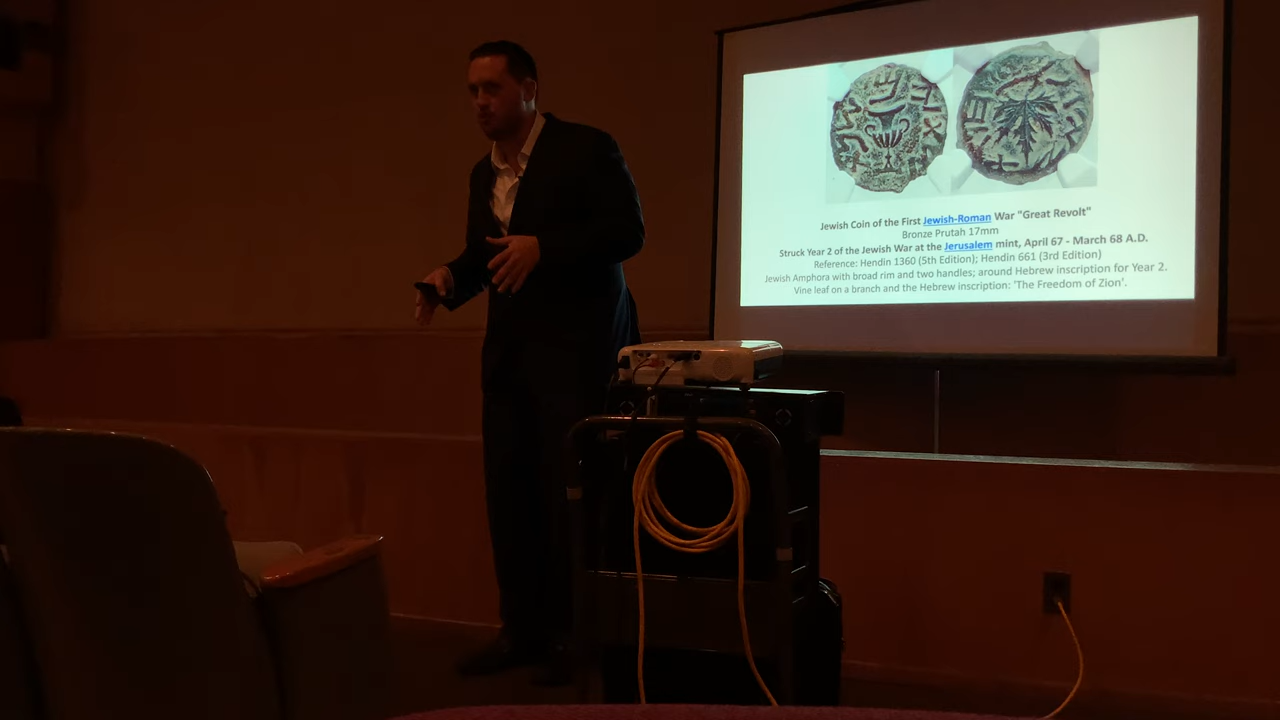 Jewish Coin of the First Jewish-Roman War "Great Revolt"
Bronze Prutah 17mm
Struck Year 2 of the Jewish War at the Jerusalem mint, April 67 - March 68 A.D.
Reference: Hendin 1360 (5th Edition); Hendin 661 (3rd Edition)
Jewish Amphora with broad rim and two handles; around Hebrew inscription for Year 2.
Vine leaf on a branch and the Hebrew inscription: 'The Freedom of Zion'.